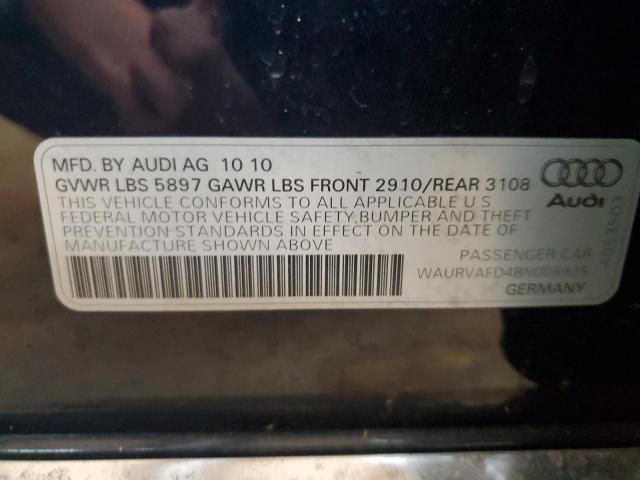 MFD. BY AUDI AG 10 10
GVWR LBS 5897 GAWR LBS FRONT 2910/REAR 3108
THIS VEHICLE CONFORMS TO ALL APPLICABLE U S
FEDERAL MOTOR VEHICLE SAFETY,BUMPER AND THEFT
PREVENTION STANDARDS IN EFFECT ON THE DATE OF
MANUFACTURE SHOWN ABOVE
Audi
4053503
PASSENGER CAR
WAURVAFD4BN005925
GERMANY